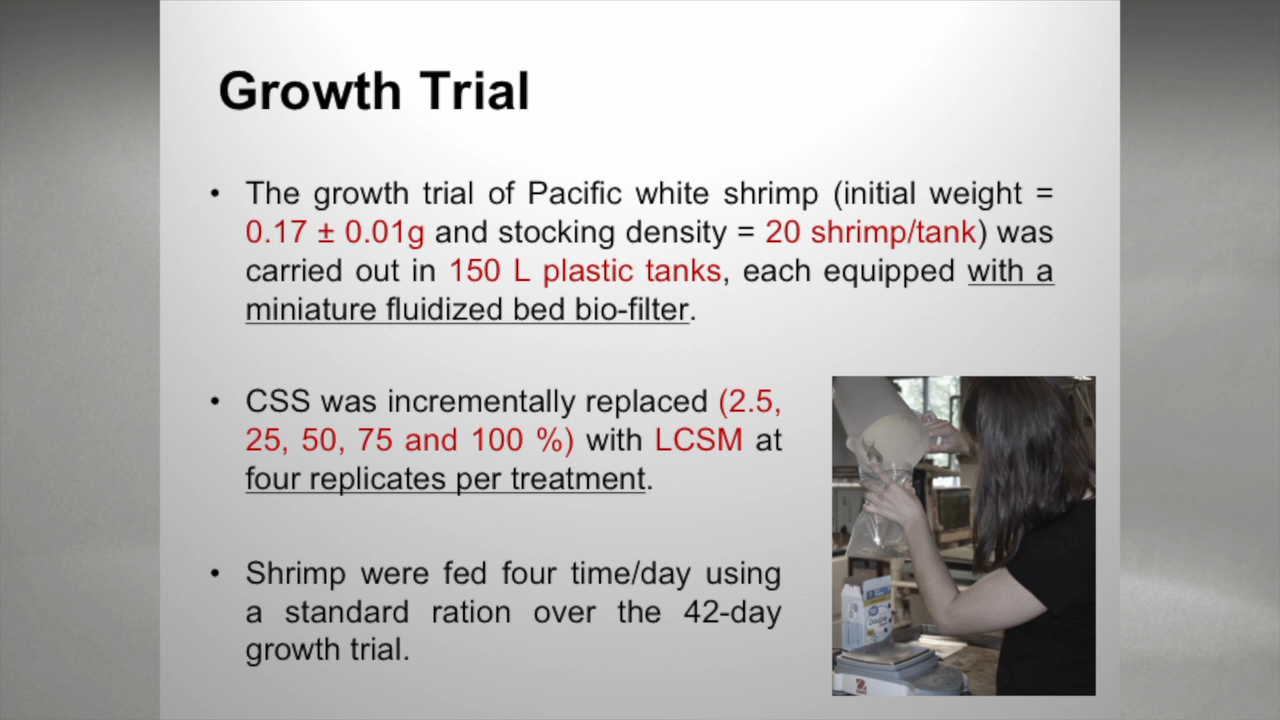 Growth Trial
• The growth trial of Pacific white shrimp (initial weight =
0.17 ± 0.01g and stocking density = 20 shrimp/tank) was
carried out in 150 L plastic tanks, each equipped with a
miniature fluidized bed bio-filter.
• CSS was incrementally replaced (2.5,
25, 50, 75 and 100 %) with LCSM at
four replicates per treatment.
• Shrimp were fed four time/day using
a standard ration over the 42-day
growth trial.